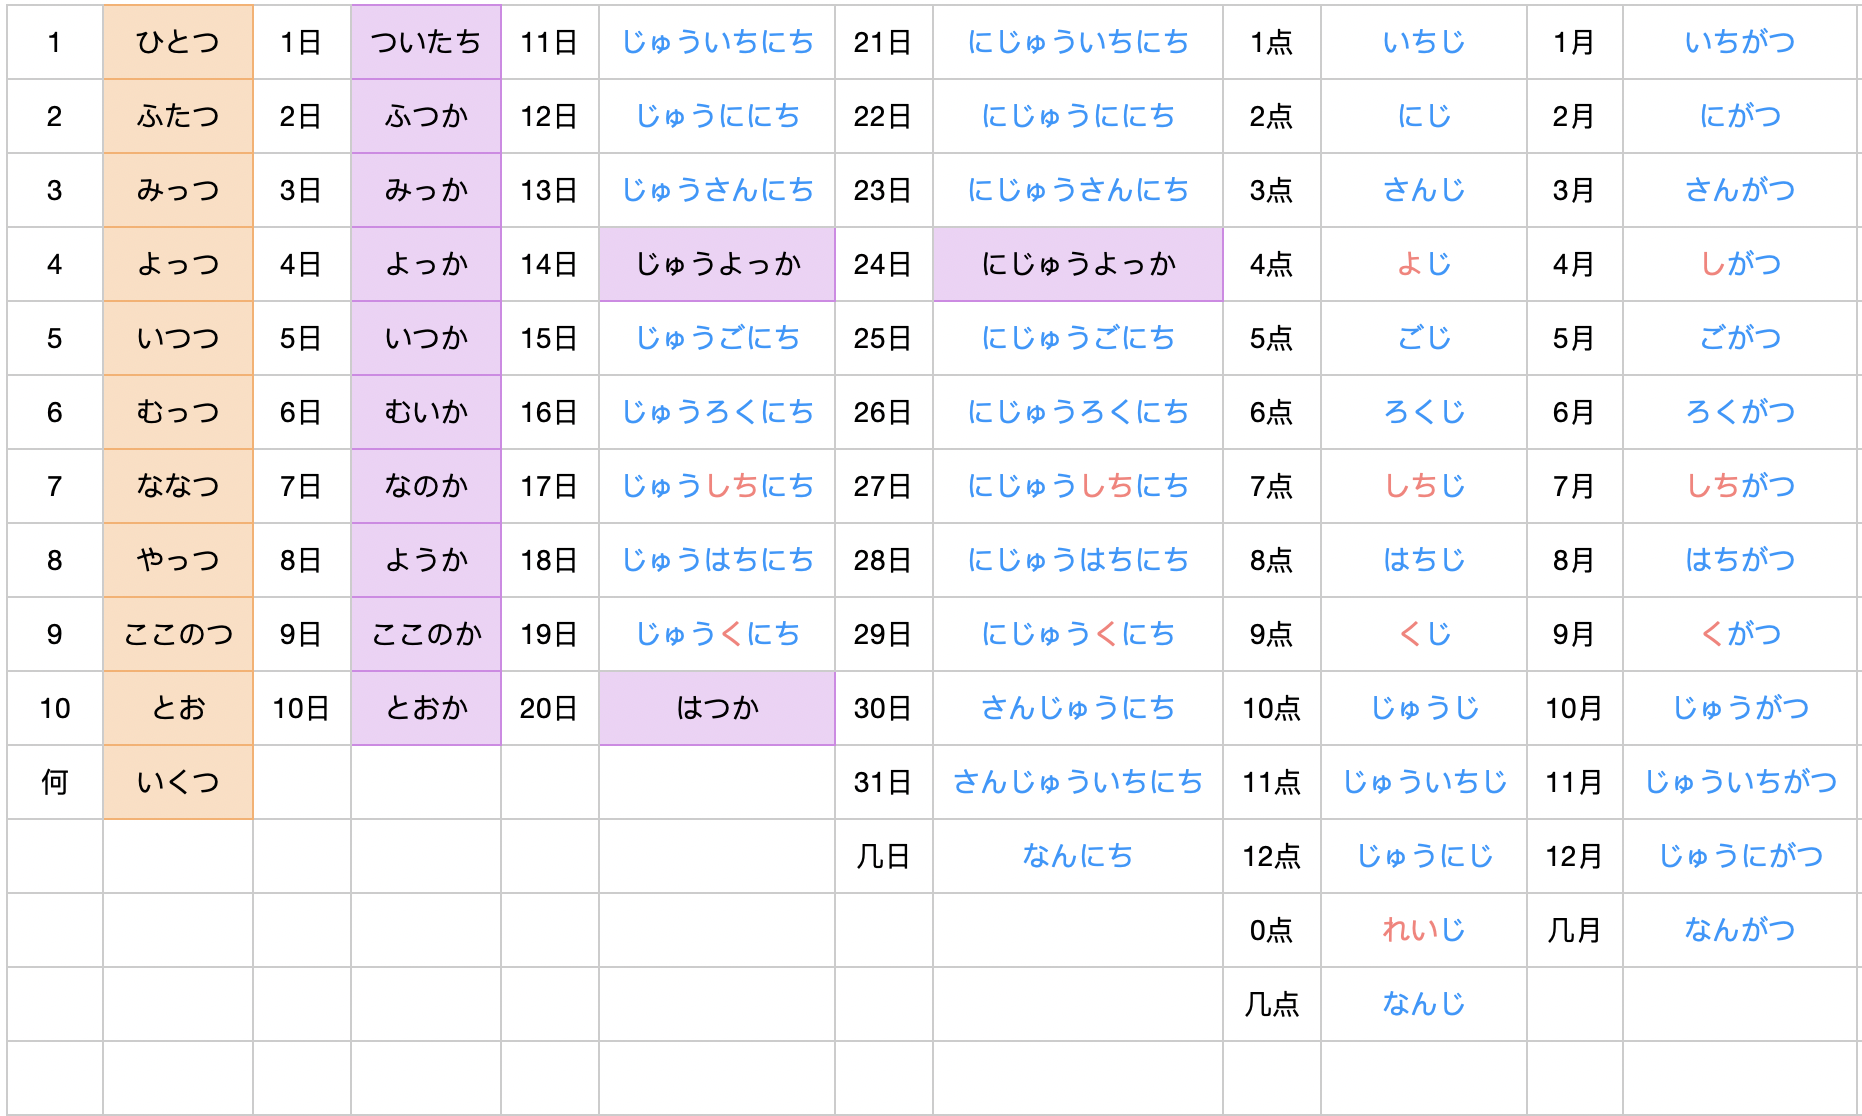 1 ひとつ 1日 ついたち 11日 じゅういちにち 21日 にじゅういちにち 1点 いちじ 1月 いちがつ
2 ふたつ 2日 ふつか 12日 じゅうににち 22日 にじゅうににち 2点 にじ 2月 にがつ
3 みっつ 3日 みっか 13日 じゅうさんにち 23日 にじゅうさんにち 3点 さんじ 3月 さんがつ
4 よっつ 4日 よっか 14日 じゅうよっか 24日 にじゅうよっか 4点 よじ 4月 しがつ
5 いつつ 5日 いつか 15日 じゅうごにち 25日 にじゅうごにち 5点 ごじ 5月 ごがつ
6 むっつ 6日 むいか 16日 じゅうろくにち 26日 にじゅうろくにち 6点 ろくじ 6月 ろくがつ
7 ななつ 7日 なのか 17日 じゅうしちにち 27日 にじゅうしちにち 7点 しちじ 7月 しちがつ
8 やっつ 8日 ようか 18日 じゅうはちにち 28日 にじゅうはちにち 8点 はちじ 8月 はちがつ
9 ここのつ 9日 ここのか 19日 じゅうくにち 29日 にじゅうくにち 9点 くじ 9月 くがつ
10 とお 10日 とおか 20日 はつか 30日 さんじゅうにち 10点 じゅうじ 10月 じゅうがつ
何 いくつ 31日 さんじゅういちにち 11点 じゅういちじ 11月 じゅういちがつ
几日 なんにち 12点 じゅうにじ 12月 じゅうにがつ
0点 れいじ 几月 なんがつ
几点 なんじ